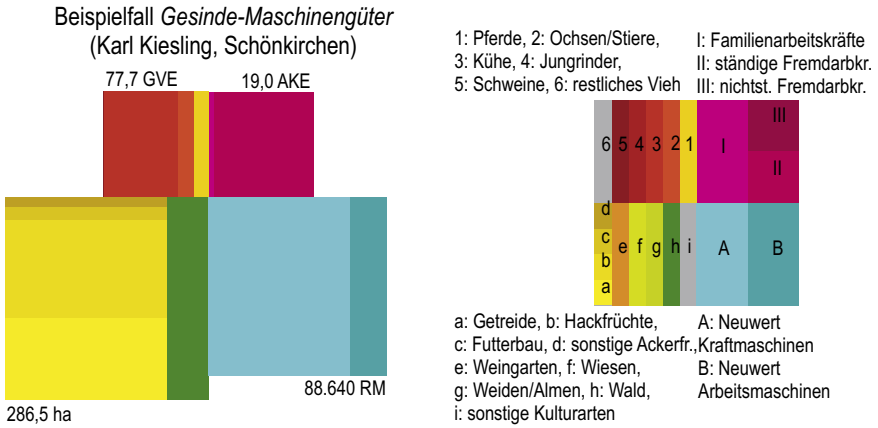 Beispielfall Gesinde-Maschinengüter
(Karl Kiesling, Schönkirchen)
77,7 GVE
19,0 AKE
88.640 RM
286,5 ha
1: Pferde, 2: Ochsen/Stiere,
3: Kühe, 4: Jungrinder,
5: Schweine, 6: restliches Vieh
I: Familienarbeitskräfte
II: ständige Fremdarbkr.
III: nichtst. Fremdarbkr.
6 5 4 3 2 1 I III
II
d
c
b
a
e f g h i A B
a: Getreide, b: Hackfrüchte,
c: Futterbau, d: sonstige Ackerfr.,
e: Weingarten, f: Wiesen,
g: Weiden/Almen, h: Wald,
i: sonstige Kulturarten
A: Neuwert
Kraftmaschinen
B: Neuwert
Arbeitsmaschinen